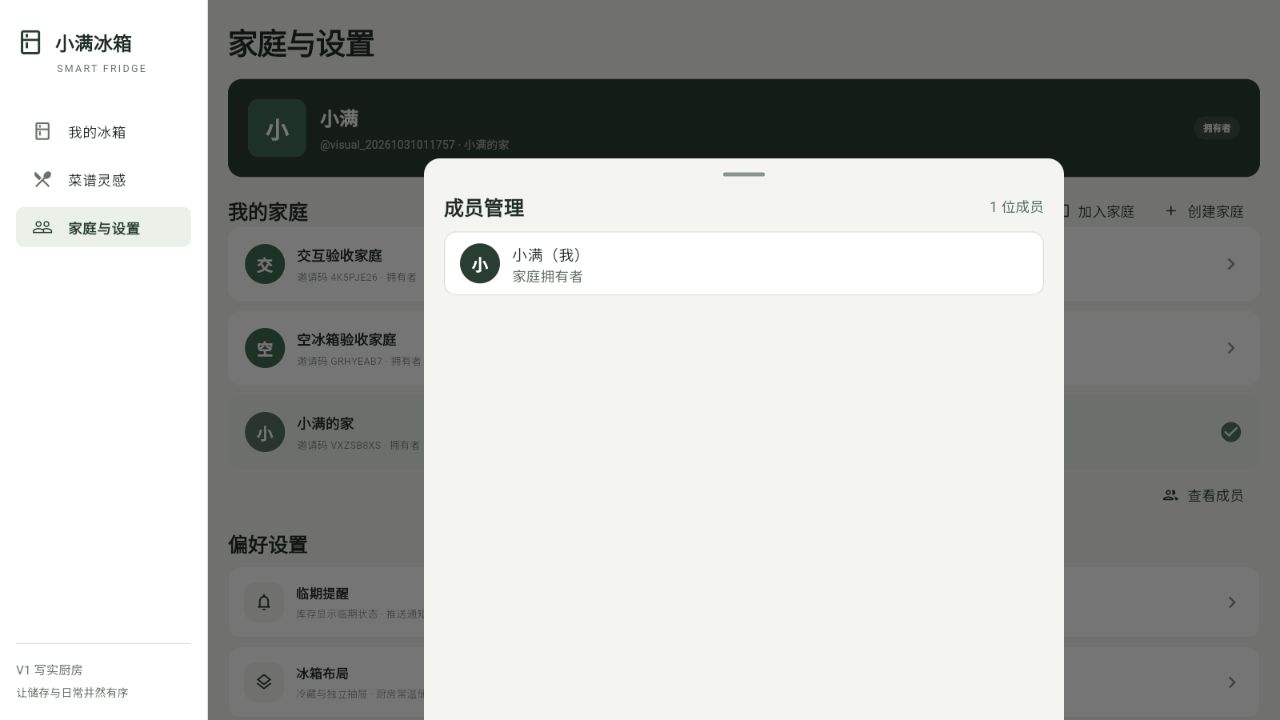 小满冰箱
SMART FRIDGE
我的冰箱
菜谱灵感
家庭与设置
V1 写实厨房
让储存与日常井然有序
家庭与设置
小
小满
@visual_20261031011757 · 小满的家
拥有者
我的家庭
加入家庭
创建家庭
交
交互验收家庭
邀请码 4K5PJE26 · 拥有者
空
空冰箱验收家庭
邀请码 GRHYEAB7 · 拥有者
小
小满的家
邀请码 VXZSB8XS · 拥有者
查看成员
偏好设置
临期提醒
库存显示临期状态 · 推送通知
冰箱布局
冷藏与独立抽屉 · 厨房常温
成员管理
1 位成员
小
小满（我）
家庭拥有者